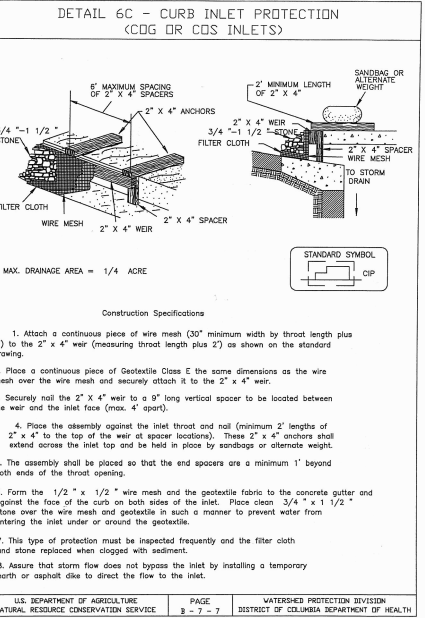 DETAIL 6C - CURB INLET PROTECTION
(COG OR COS INLETS)
6' MAXIMUM SPACING
OF 2" X 4" SPACERS
2" X 4" ANCHORS
3/4 "-1 1/2 "
STONE
FILTER CLOTH
WIRE MESH
2" X 4" WEIR
2" X 4" SPACER
SANDBAG OR
ALTERNATE
WEIGHT
2' MINIMUM LENGTH
OF 2" X 4"
2" X 4" WEIR
3/4 "-1 1/2 " STONE
FILTER CLOTH
2" X 4" SPACER
WIRE MESH
TO STORM
DRAIN
STANDARD SYMBOL
CIP
MAX. DRAINAGE AREA = 1/4 ACRE
Construction Specifications
1. Attach a continuous piece of wire mesh (30" minimum width by throat length plus
) to the 2" x 4" weir (measuring throat length plus 2') as shown on the standard
rawing.
Place a continuous piece of Geotextile Class E the same dimensions as the wire
esh over the wire mesh and securely attach it to the 2" x 4" weir.
Securely nail the 2" X 4" weir to a 9" long vertical spacer to be located between
e weir and the inlet face (max. 4' apart).
4. Place the assembly against the inlet throat and nail (minimum 2' lengths of
2" x 4" to the top of the weir at spacer locations). These 2" x 4" anchors shall
extend across the inlet top and be held in place by sandbags or alternate weight.
. The assembly shall be placed so that the end spacers are a minimum 1' beyond
oth ends of the throat opening.
. Form the 1/2 " x 1/2 " wire mesh and the geotextile fabric to the concrete gutter and
against the face of the curb on both sides of the inlet. Place clean 3/4 " x 1 1/2 "
stone over the wire mesh and geotextile in such a manner to prevent water from
ntering the inlet under or around the geotextile.
7. This type of protection must be inspected frequently and the filter cloth
and stone replaced when clogged with sediment.
8. Assure that storm flow does not bypass the inlet by installing a temporary
earth or asphalt dike to direct the flow to the inlet.
U.S. DEPARTMENT OF AGRICULTURE
NATURAL RESOURCE CONSERVATION SERVICE
PAGE
B - 7 - 7
WATERSHED PROTECTION DIVISION
DISTRICT OF COLUMBIA DEPARTMENT OF HEALTH